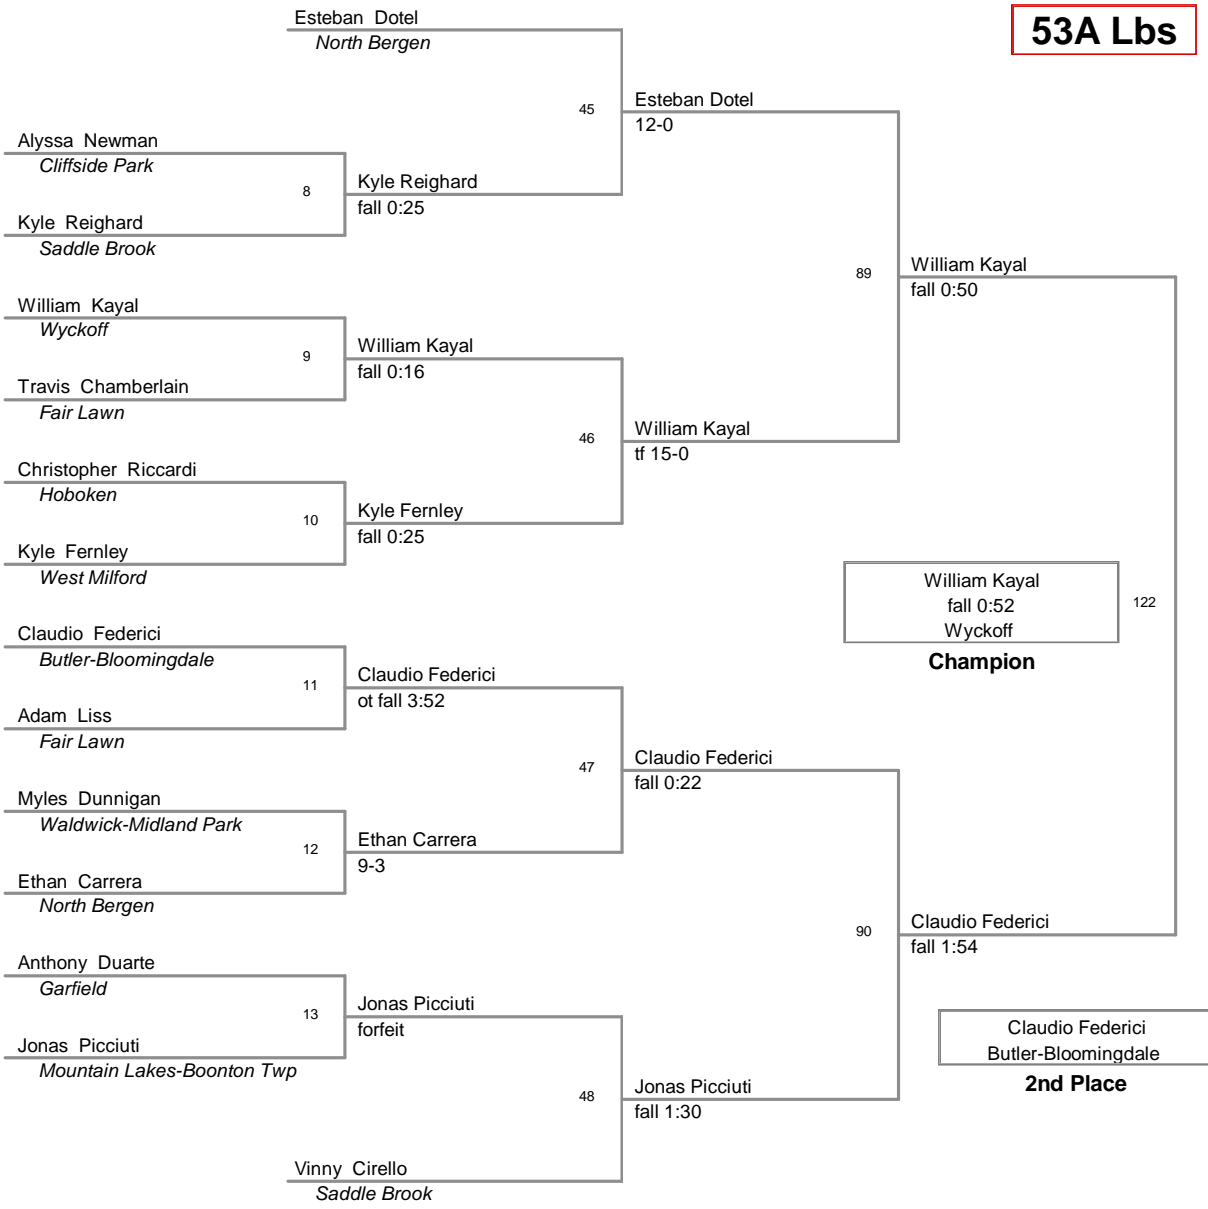 Esteban Dotel
North Bergen
53A Lbs
45
Esteban Dotel
12-0
Alyssa Newman
Cliffside Park
8
Kyle Reighard
fall 0:25
Kyle Reighard
Saddle Brook
89
William Kayal
fall 0:50
William Kayal
Wyckoff
9
William Kayal
fall 0:16
Travis Chamberlain
Fair Lawn
46
William Kayal
tf 15-0
Christopher Riccardi
Hoboken
10
Kyle Fernley
fall 0:25
Kyle Fernley
West Milford
William Kayal
fall 0:52
Wyckoff
122
Champion
Claudio Federici
Butler-Bloomingdale
11
Claudio Federici
ot fall 3:52
Adam Liss
Fair Lawn
47
Claudio Federici
fall 0:22
Myles Dunnigan
Waldwick-Midland Park
12
Ethan Carrera
9-3
Ethan Carrera
North Bergen
90
Claudio Federici
fall 1:54
Anthony Duarte
Garfield
13
Jonas Picciuti
forfeit
Jonas Picciuti
Mountain Lakes-Boonton Twp
Claudio Federici
Butler-Bloomingdale
2nd Place
48
Jonas Picciuti
fall 1:30
Vinny Cirello
Saddle Brook